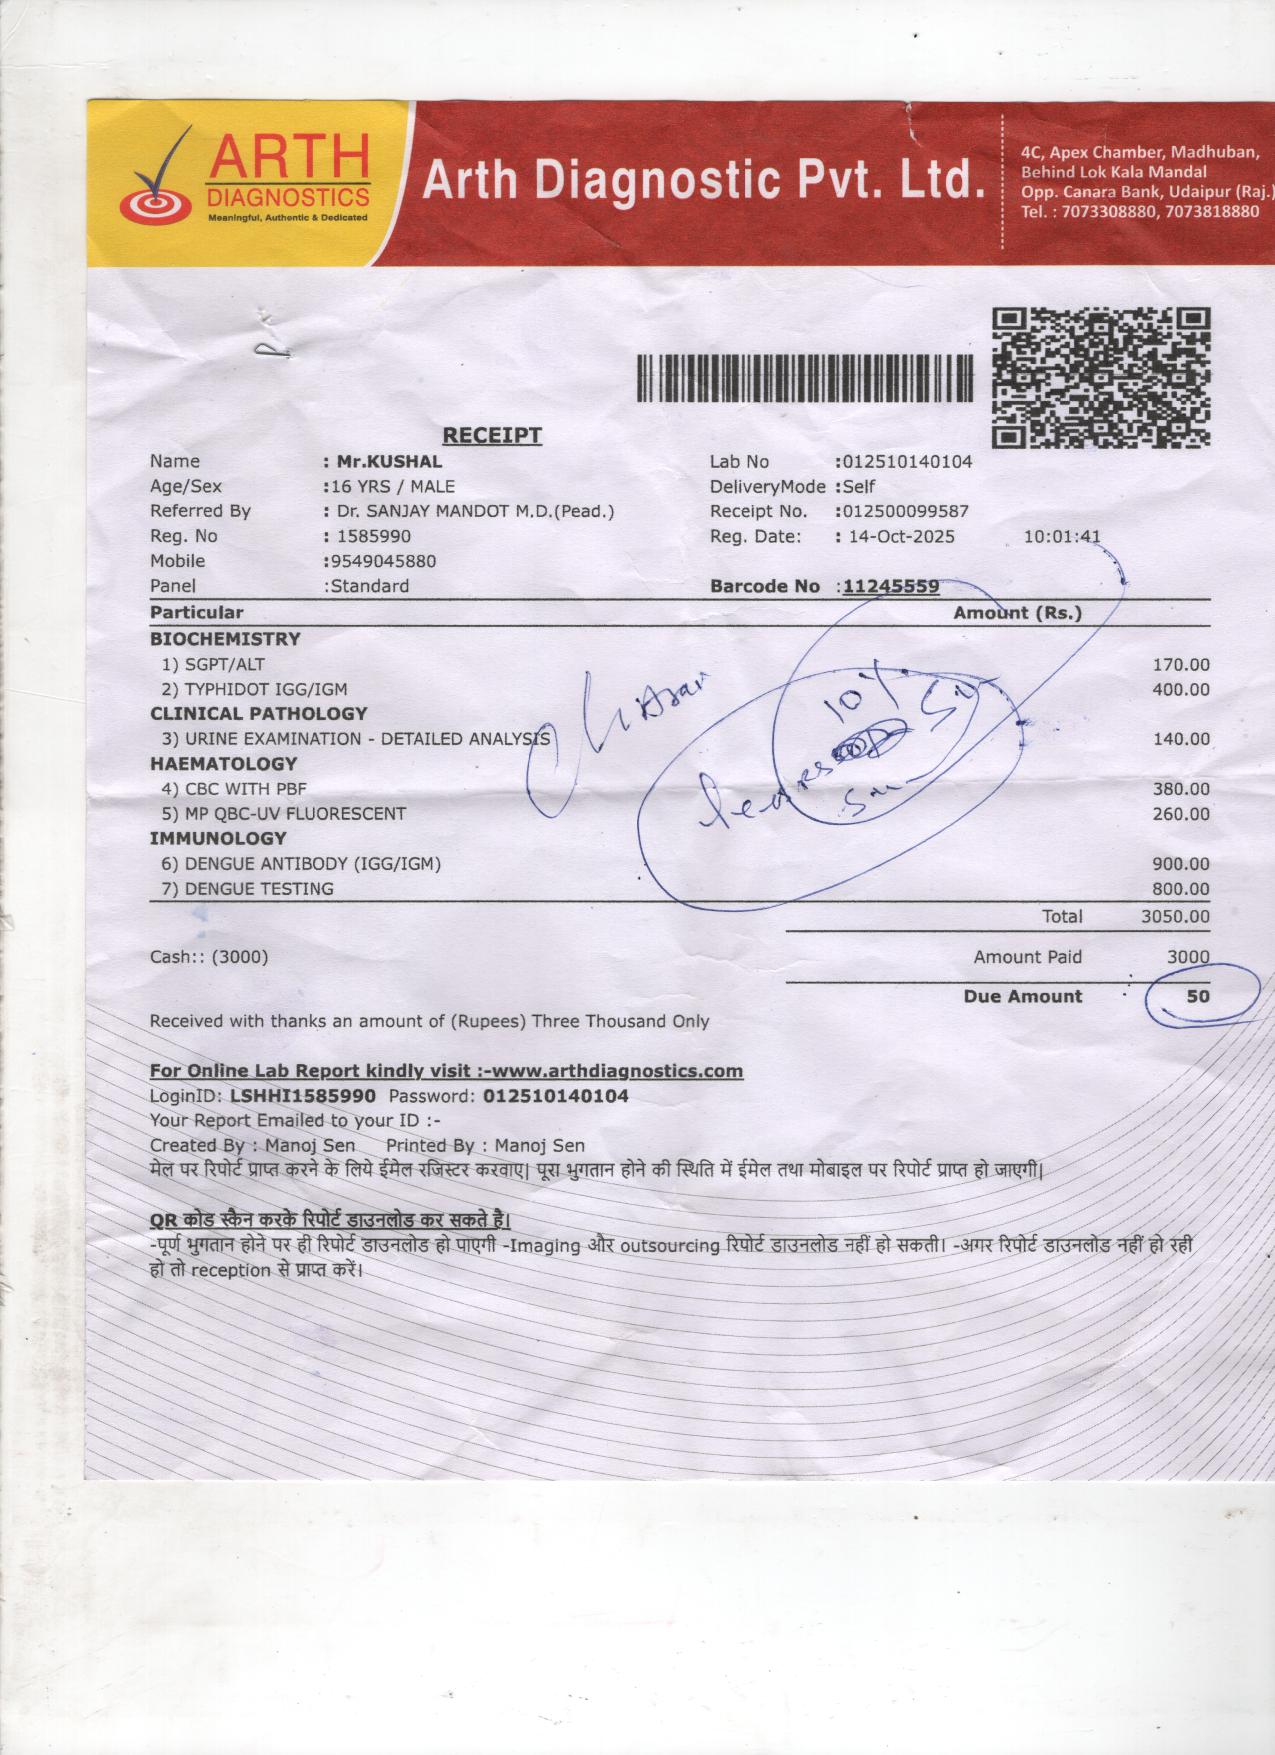 ARTH
DIAGNOSTICS
Meaningful, Authentic & Dedicated
Arth Diagnostic Pvt. Ltd.
4C, Apex Chamber, Madhuban,
Behind Lok Kala Mandal
Opp. Canara Bank, Udaipur (Raj.)
Tel. : 7073308880, 7073818880
RECEIPT
Name : Mr.KUSHAL Lab No :012510140104
Age/Sex :16 YRS / MALE DeliveryMode :Self
Referred By : Dr. SANJAY MANDOT M.D.(Pead.) Receipt No. :012500099587
Reg. No : 1585990 Reg. Date: : 14-Oct-2025 10:01:41
Mobile :9549045880
Panel :Standard Barcode No :11245559
Particular Amount (Rs.)
BIOCHEMISTRY
1) SGPT/ALT 170.00
2) TYPHIDOT IGG/IGM 400.00
CLINICAL PATHOLOGY
3) URINE EXAMINATION - DETAILED ANALYSIS 140.00
HAEMATOLOGY
4) CBC WITH PBF 380.00
5) MP QBC-UV FLUORESCENT 260.00
IMMUNOLOGY
6) DENGUE ANTIBODY (IGG/IGM) 900.00
7) DENGUE TESTING 800.00
10%
Total 3050.00
Cash:: (3000) Amount Paid 3000
Due Amount 50
Received with thanks an amount of (Rupees) Three Thousand Only
For Online Lab Report kindly visit :-www.arthdiagnostics.com
LoginID: LSHHI1585990 Password: 012510140104
Your Report Emailed to your ID :-
Created By : Manoj Sen Printed By : Manoj Sen
मेल पर रिपोर्ट प्राप्त करने के लिये ईमेल रजिस्टर करवाए| पूरा भुगतान होने की स्थिति में ईमेल तथा मोबाइल पर रिपोर्ट प्राप्त हो जाएगी|
QR कोड स्कैन करके रिपोर्ट डाउनलोड कर सकते है।
-पूर्ण भुगतान होने पर ही रिपोर्ट डाउनलोड हो पाएगी -Imaging और outsourcing रिपोर्ट डाउनलोड नहीं हो सकती। -अगर रिपोर्ट डाउनलोड नहीं हो रही
हो तो reception से प्राप्त करें।